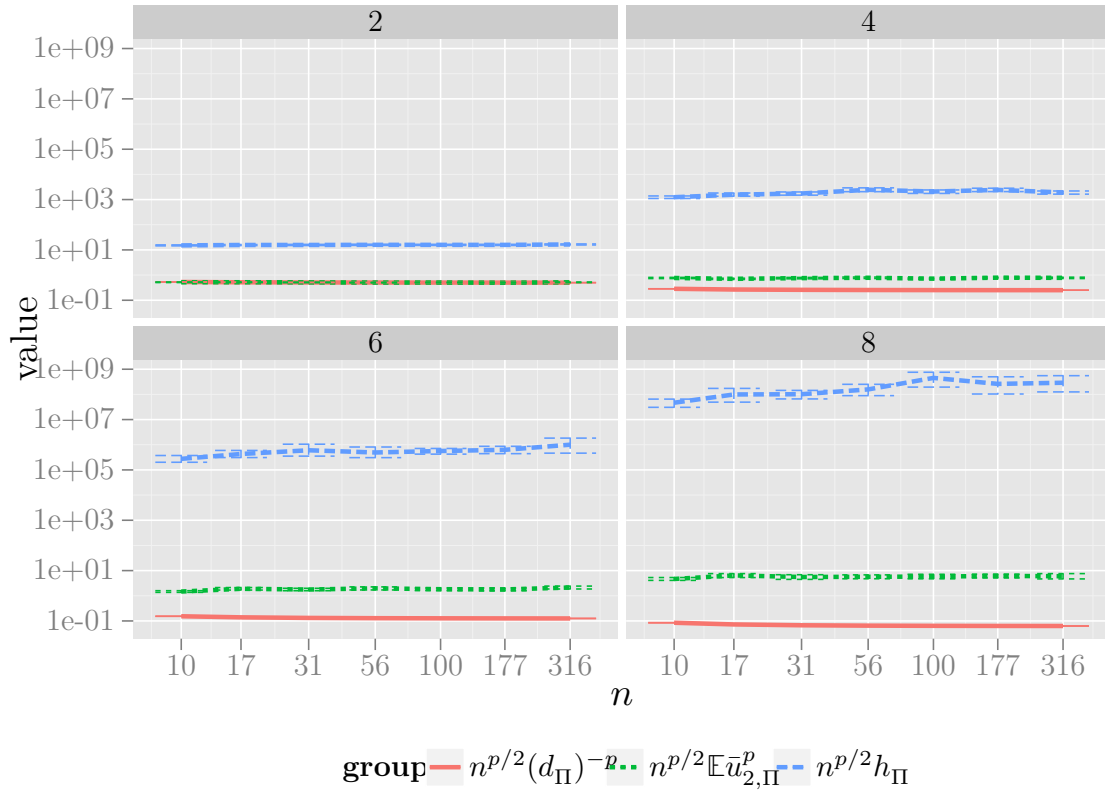 2 4
1e+09
1e+07
1e+05
1e+03
1e+01
1e-01
value
6 8
1e+09
1e+07
1e+05
1e+03
1e+01
1e-01
10 17 31 56 100 177 316 10 17 31 56 100 177 316
n
group n^{p/2}(d_Π)^{-p} n^{p/2}𝔼ū^p_{2,Π} n^{p/2}h_Π